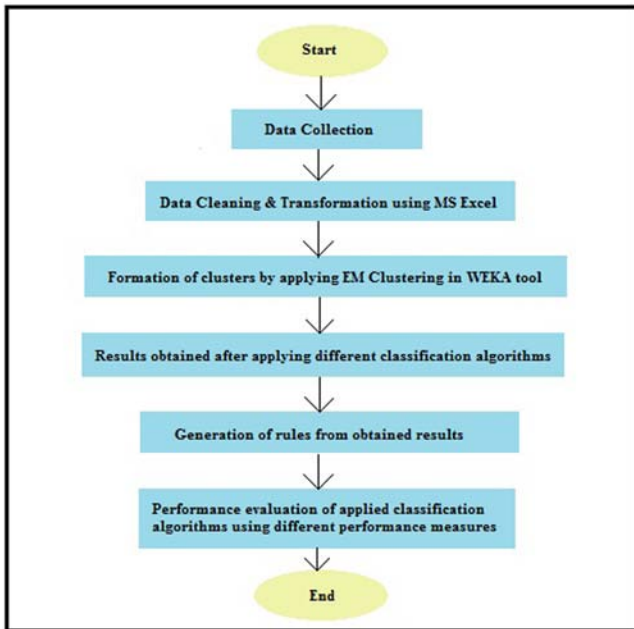 Start
Data Collection
Data Cleaning & Transformation using MS Excel
Formation of clusters by applying EM Clustering in WEKA tool
Results obtained after applying different classification algorithms
Generation of rules from obtained results
Performance evaluation of applied classification
algorithms using different performance measures
End